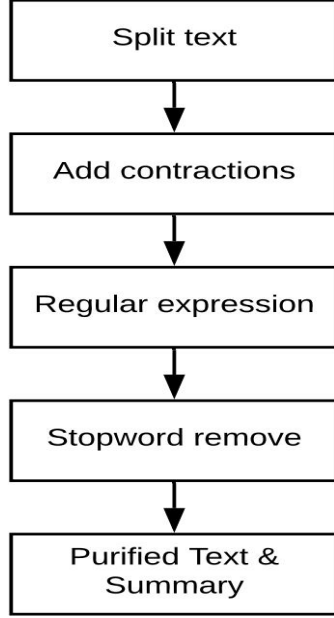 Split text
Add contractions
Regular expression
Stopword remove
Purified Text &
Summary